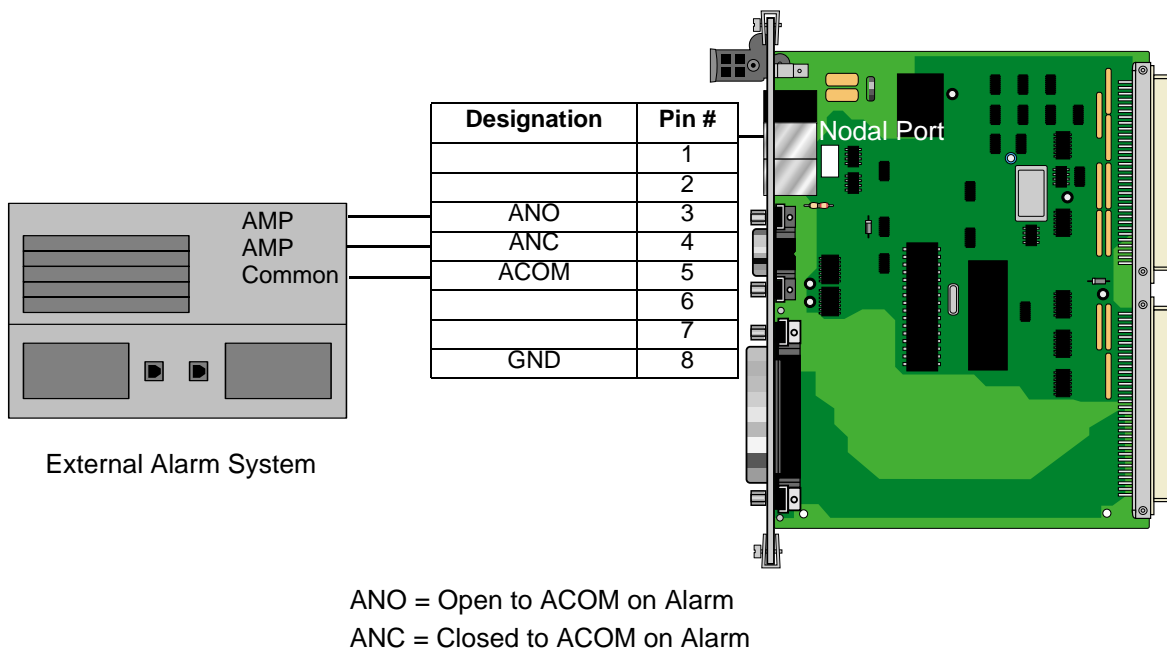 Designation Pin #
1
2
ANO 3
ANC 4
ACOM 5
6
7
GND 8
Nodal Port
AMP
AMP
Common
External Alarm System
ANO = Open to ACOM on Alarm
ANC = Closed to ACOM on Alarm